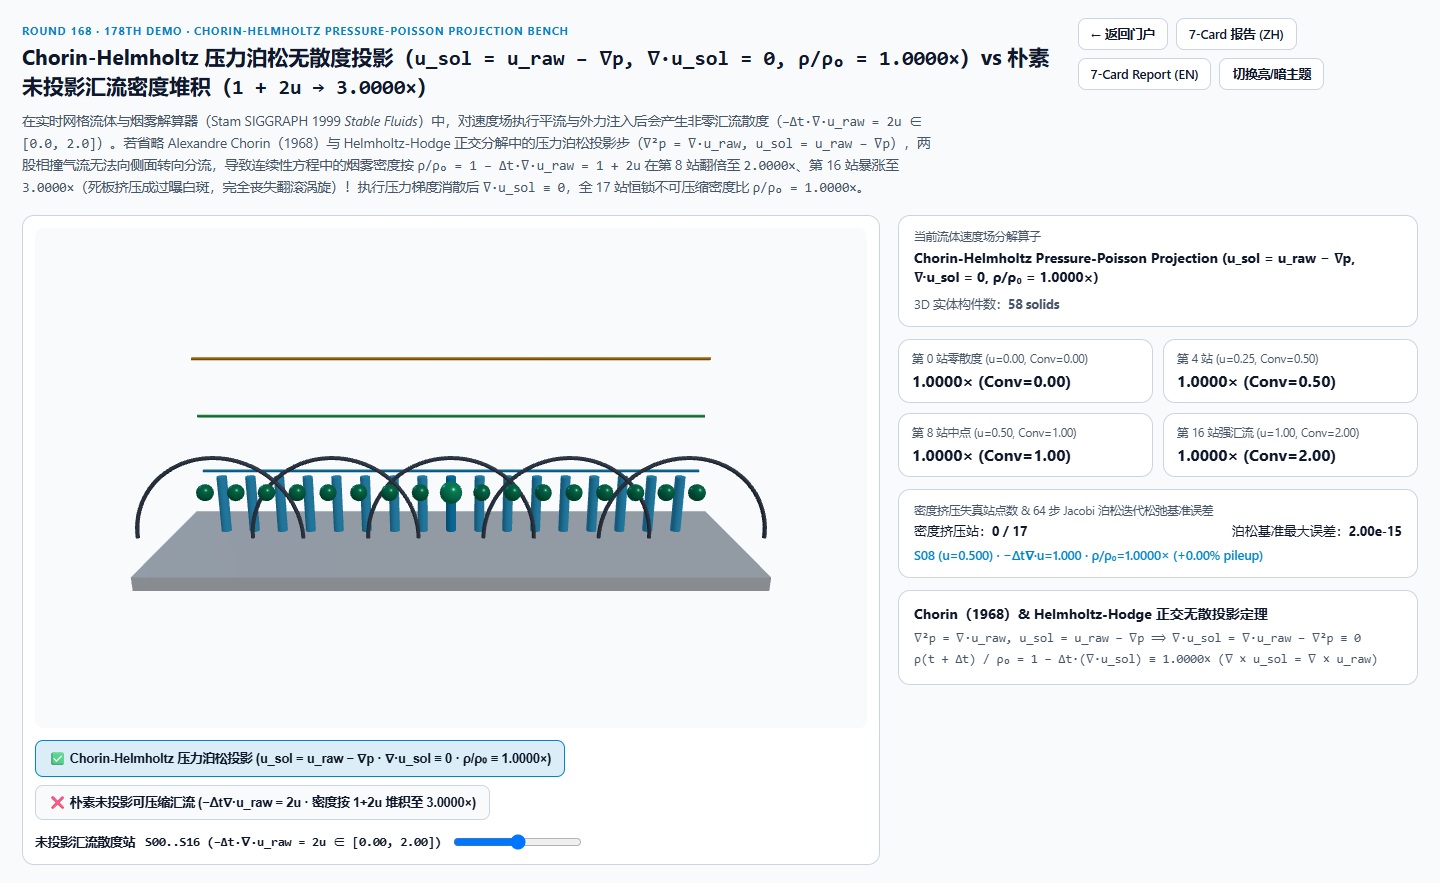 ROUND 168 · 178TH DEMO · CHORIN-HELMHOLTZ PRESSURE-POISSON PROJECTION BENCH
Chorin-Helmholtz 压力泊松无散度投影（u_sol = u_raw − ∇p, ∇·u_sol = 0, ρ/ρ₀ = 1.0000×）vs 朴素
未投影汇流密度堆积（1 + 2u → 3.0000×）
← 返回门户
7-Card 报告 (ZH)
7-Card Report (EN)
切换亮/暗主题
在实时网格流体与烟雾解算器（Stam SIGGRAPH 1999 Stable Fluids）中，对速度场执行平流与外力注入后会产生非零汇流散度（−Δt·∇·u_raw = 2u ∈
[0.0, 2.0]）。若省略 Alexandre Chorin（1968）与 Helmholtz-Hodge 正交分解中的压力泊松投影步（∇²p = ∇·u_raw, u_sol = u_raw − ∇p），两
股相撞气流无法向侧面转向分流，导致连续性方程中的烟雾密度按 ρ/ρ₀ = 1 − Δt·∇·u_raw = 1 + 2u 在第 8 站翻倍至 2.0000×、第 16 站暴涨至
3.0000×（死板挤压成过曝白斑，完全丧失翻滚涡旋）！执行压力梯度消散后 ∇·u_sol ≡ 0，全 17 站恒锁不可压缩密度比 ρ/ρ₀ = 1.0000×。
当前流体速度场分解算子
Chorin-Helmholtz Pressure-Poisson Projection (u_sol = u_raw − ∇p,
∇·u_sol = 0, ρ/ρ₀ = 1.0000×)
3D 实体构件数：58 solids
第 0 站零散度 (u=0.00, Conv=0.00)
1.0000× (Conv=0.00)
第 4 站 (u=0.25, Conv=0.50)
1.0000× (Conv=0.50)
第 8 站中点 (u=0.50, Conv=1.00)
1.0000× (Conv=1.00)
第 16 站强汇流 (u=1.00, Conv=2.00)
1.0000× (Conv=2.00)
密度挤压失真站点数 & 64 步 Jacobi 泊松迭代松弛基准误差
密度挤压站：0 / 17
泊松基准最大误差：2.00e-15
S08 (u=0.500) · −Δt∇·u=1.000 · ρ/ρ₀=1.0000× (+0.00% pileup)
Chorin（1968）& Helmholtz-Hodge 正交无散投影定理
∇²p = ∇·u_raw, u_sol = u_raw − ∇p ⟹ ∇·u_sol = ∇·u_raw − ∇²p ≡ 0
ρ(t + Δt) / ρ₀ = 1 − Δt·(∇·u_sol) ≡ 1.0000× (∇ × u_sol = ∇ × u_raw)
✅ Chorin-Helmholtz 压力泊松投影 (u_sol = u_raw − ∇p · ∇·u_sol ≡ 0 · ρ/ρ₀ ≡ 1.0000×)
❌ 朴素未投影可压缩汇流 (−Δt∇·u_raw = 2u · 密度按 1+2u 堆积至 3.0000×)
未投影汇流散度站 S00..S16 (−Δt·∇·u_raw = 2u ∈ [0.00, 2.00])